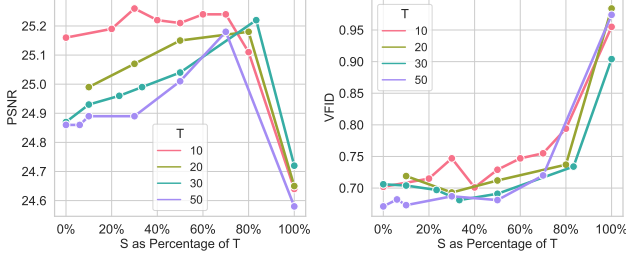 25.2
25.1
25.0
24.9
24.8
24.7
24.6
PSNR
T
10
20
30
50
0% 20% 40% 60% 80% 100%
S as Percentage of T
0.95
0.90
0.85
0.80
0.75
0.70
VFID
T
10
20
30
50
0% 20% 40% 60% 80% 100%
S as Percentage of T